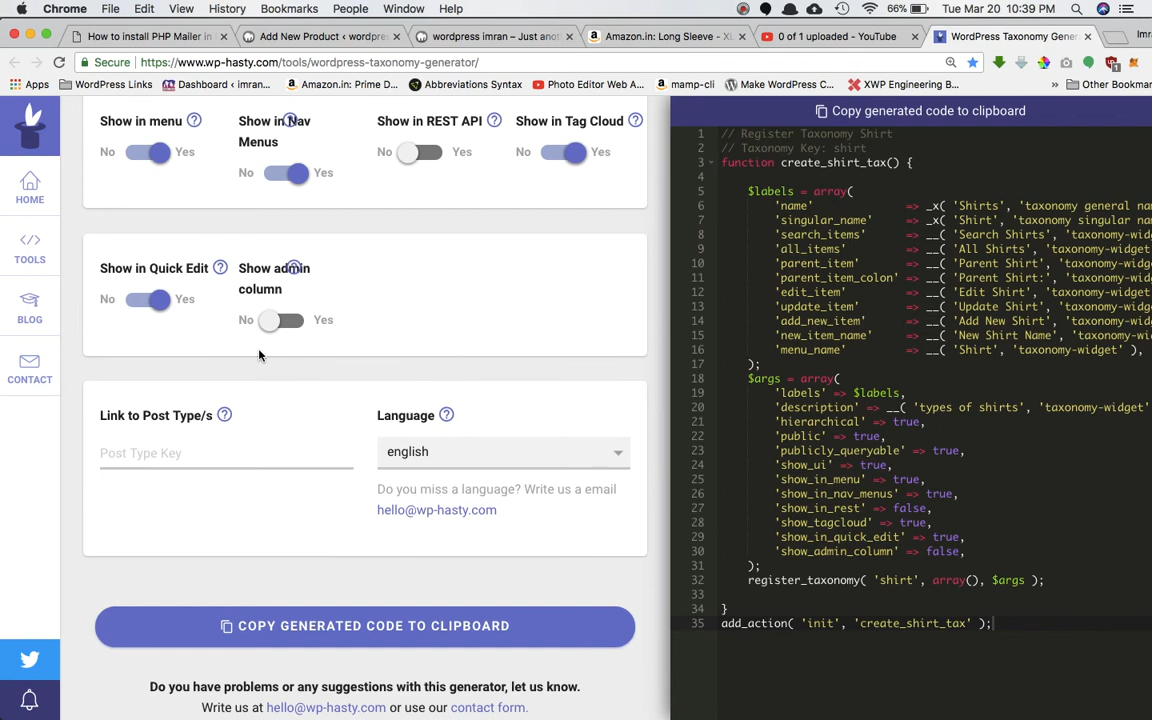 Chrome File Edit View History Bookmarks People Window Help 66% Tue Mar 20 10:39 PM
How to install PHP Mailer in × Add New Product ‹ wordpres × wordpress imran – Just anot × Amazon.in: Long Sleeve - XL × 0 of 1 uploaded - YouTube × WordPress Taxonomy Gener ×
Secure https://www.wp-hasty.com/tools/wordpress-taxonomy-generator/
Apps WordPress Links Dashboard ‹ imran... Amazon.in: Prime D... Abbreviations Syntax Photo Editor Web A... mamp-cli Make WordPress C... XWP Engineering B... » Other Bookmar
HOME
TOOLS
BLOG
CONTACT
Show in menu ?
No Yes
Show in Nav
Menus
No Yes
Show in REST API ?
No Yes
Show in Tag Cloud ?
No Yes
Show in Quick Edit ?
No Yes
Show admin
column
No Yes
Link to Post Type/s ?
Post Type Key
Language ?
english
Do you miss a language? Write us a email
hello@wp-hasty.com
COPY GENERATED CODE TO CLIPBOARD
Do you have problems or any suggestions with this generator, let us know.
Write us at hello@wp-hasty.com or use our contact form.
Copy generated code to clipboard
1 // Register Taxonomy Shirt
2 // Taxonomy Key: shirt
3 function create_shirt_tax() {
4
5 $labels = array(
6 'name' => _x( 'Shirts', 'taxonomy general na
7 'singular_name' => _x( 'Shirt', 'taxonomy singular na
8 'search_items' => __( 'Search Shirts', 'taxonomy-widg
9 'all_items' => __( 'All Shirts', 'taxonomy-widget
10 'parent_item' => __( 'Parent Shirt', 'taxonomy-widge
11 'parent_item_colon' => __( 'Parent Shirt:', 'taxonomy-widg
12 'edit_item' => __( 'Edit Shirt', 'taxonomy-widget
13 'update_item' => __( 'Update Shirt', 'taxonomy-widge
14 'add_new_item' => __( 'Add New Shirt', 'taxonomy-widg
15 'new_item_name' => __( 'New Shirt Name', 'taxonomy-wid
16 'menu_name' => __( 'Shirt', 'taxonomy-widget' ),
17 );
18 $args = array(
19 'labels' => $labels,
20 'description' => __( 'types of shirts', 'taxonomy-widget'
21 'hierarchical' => true,
22 'public' => true,
23 'publicly_queryable' => true,
24 'show_ui' => true,
25 'show_in_menu' => true,
26 'show_in_nav_menus' => true,
27 'show_in_rest' => false,
28 'show_tagcloud' => true,
29 'show_in_quick_edit' => true,
30 'show_admin_column' => false,
31 );
32 register_taxonomy( 'shirt', array(), $args );
33
34 }
35 add_action( 'init', 'create_shirt_tax' );